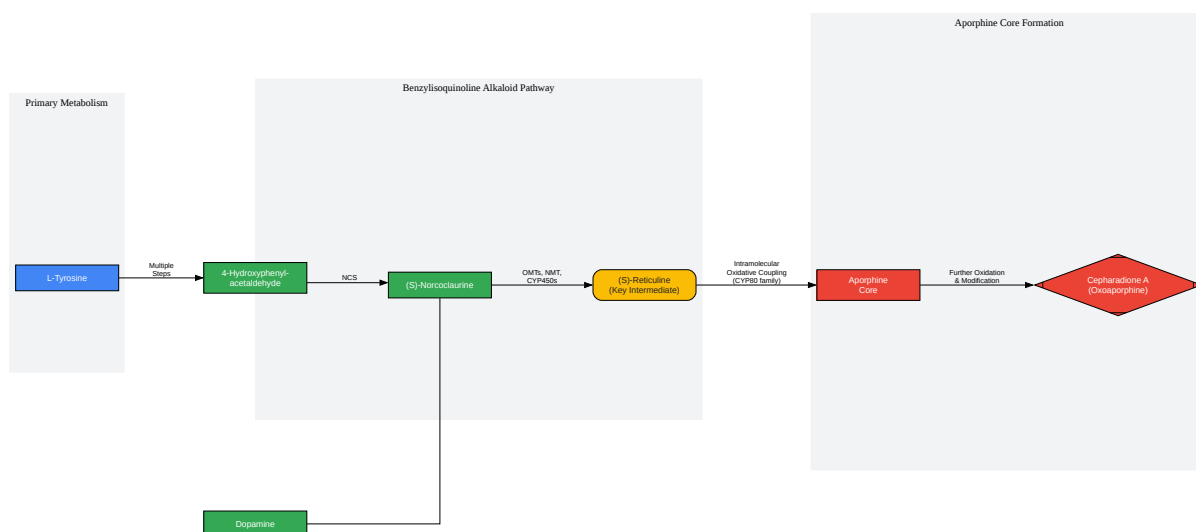 Aporphine Core Formation
Benzylisoquinoline Alkaloid Pathway
Primary Metabolism
L-Tyrosine
Multiple
Steps
4-Hydroxyphenyl-
acetaldehyde
NCS
(S)-Norcoclaurine
OMTs, NMT,
CYP450s
(S)-Reticuline
(Key Intermediate)
Intramolecular
Oxidative Coupling
(CYP80 family)
Aporphine
Core
Further Oxidation
& Modification
Cepharadione A
(Oxoaporphine)
Dopamine